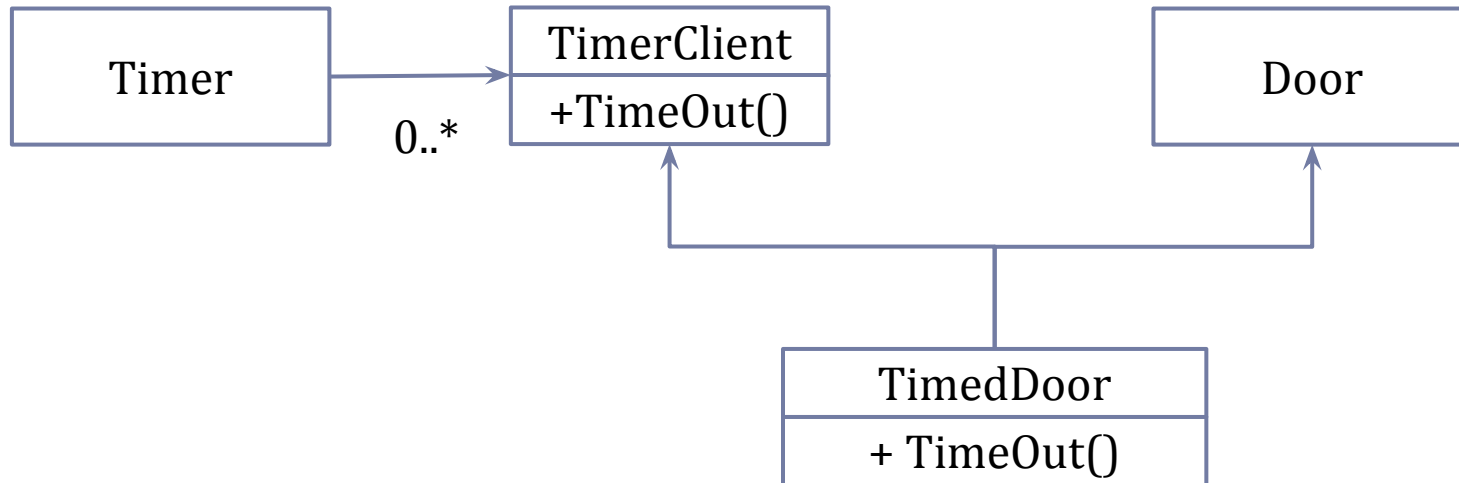 Timer
0..*
TimerClient
+TimeOut()
Door
TimedDoor
+ TimeOut()